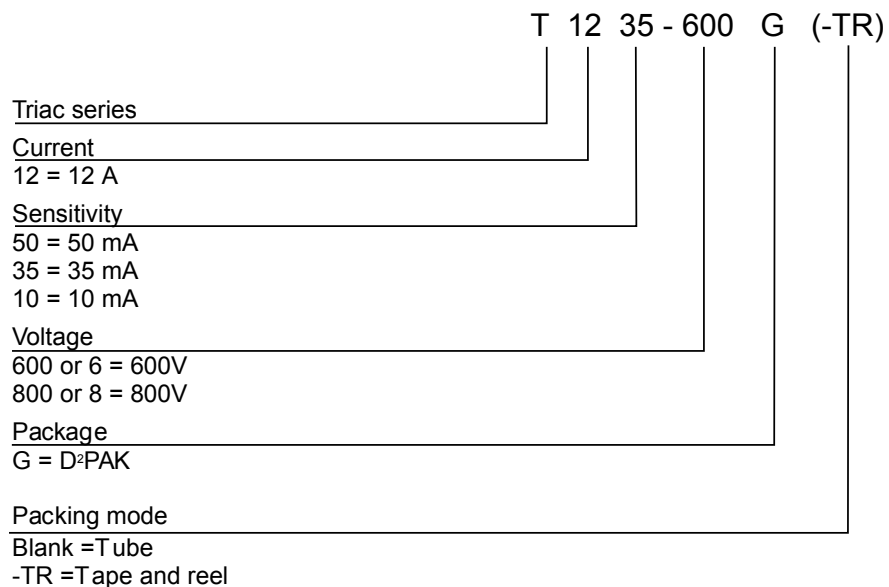 T 12 35 - 600 G (-TR)
Triac series
Current
12 = 12 A
Sensitivity
50 = 50 mA
35 = 35 mA
10 = 10 mA
Voltage
600 or 6 = 600V
800 or 8 = 800V
Package
G = D²PAK
Packing mode
Blank =Tube
-TR =Tape and reel